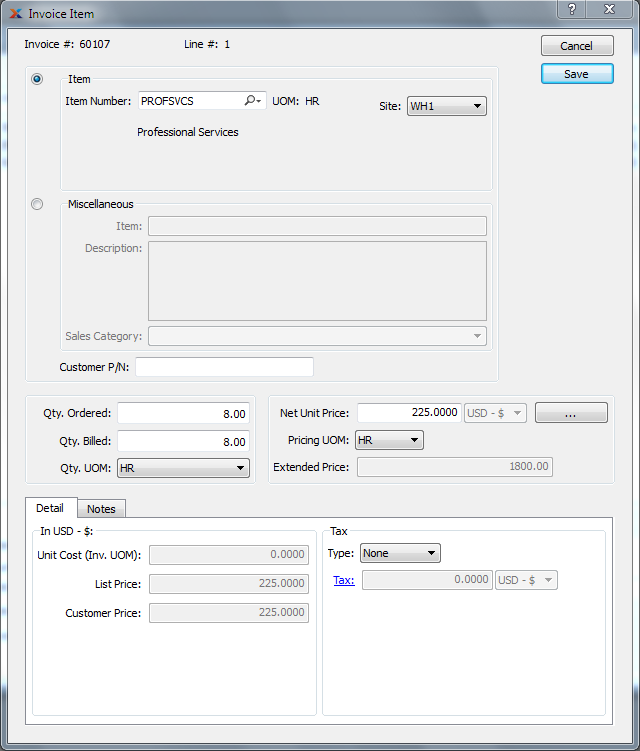 Invoice Item
Invoice #: 60107 Line #: 1 Cancel
Save
Item
Item Number: PROFSVCS UOM: HR Site: WH1
Professional Services
Miscellaneous
Item:
Description:
Sales Category:
Customer P/N:
Qty. Ordered: 8.00 Net Unit Price: 225.0000 USD - $ ...
Qty. Billed: 8.00 Pricing UOM: HR
Qty. UOM: HR Extended Price: 1800.00
Detail Notes
In USD - $: Tax
Unit Cost (Inv. UOM): 0.0000 Type: None
List Price: 225.0000 Tax: 0.0000 USD - $
Customer Price: 225.0000